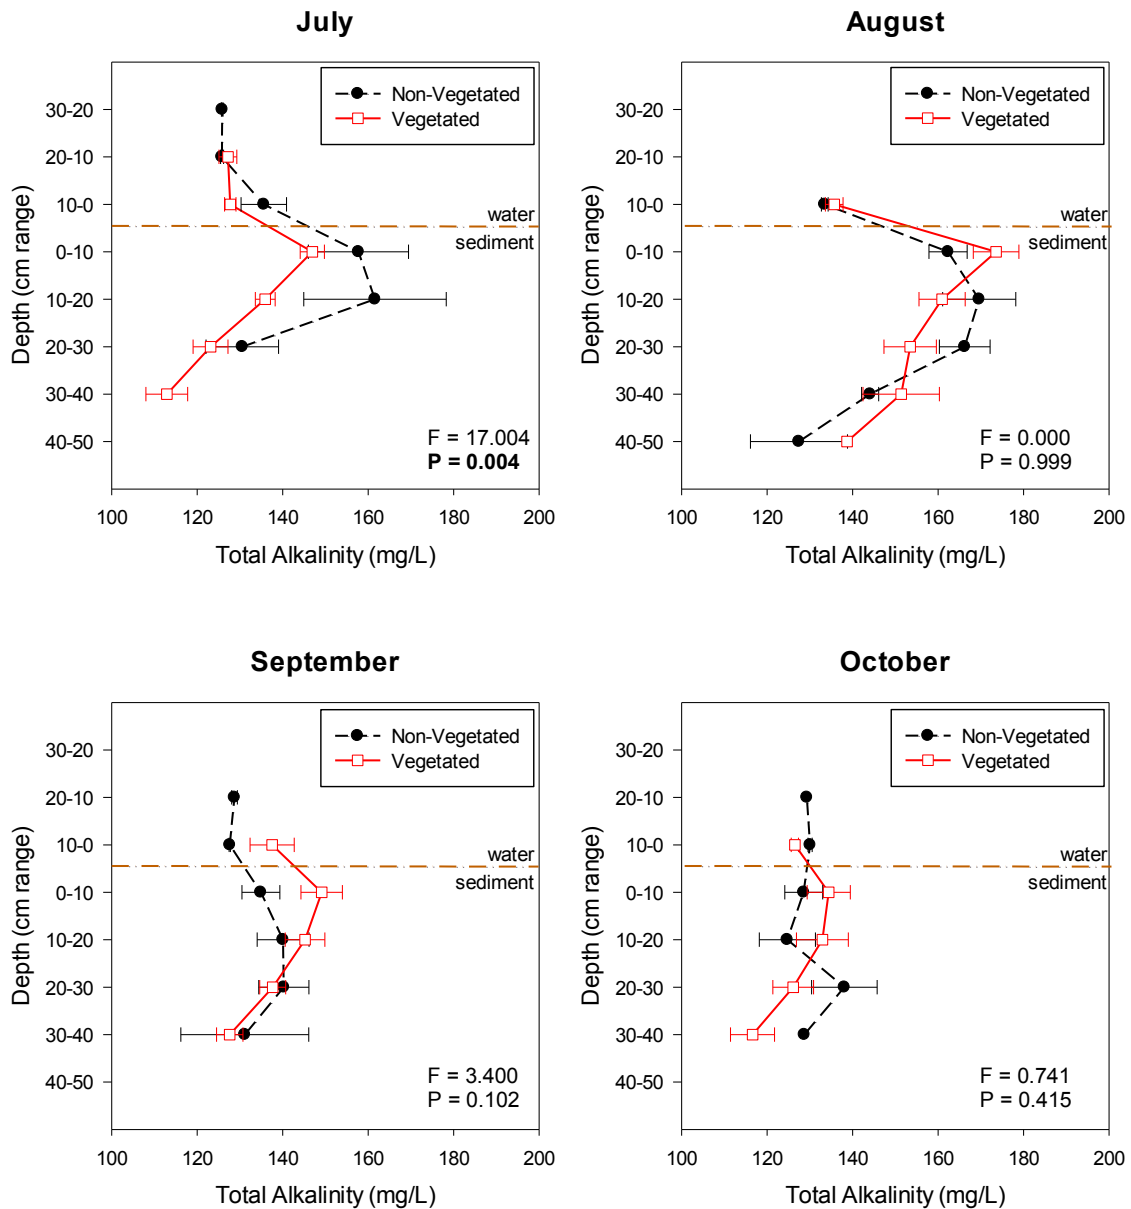 July
Non-Vegetated
Vegetated
30-20
20-10
10-0
0-10
10-20
20-30
30-40
40-50
Depth (cm range)
water
sediment
F = 17.004
P = 0.004
100 120 140 160 180 200
Total Alkalinity (mg/L)
August
Non-Vegetated
Vegetated
30-20
20-10
10-0
0-10
10-20
20-30
30-40
40-50
Depth (cm range)
water
sediment
F = 0.000
P = 0.999
100 120 140 160 180 200
Total Alkalinity (mg/L)
September
Non-Vegetated
Vegetated
30-20
20-10
10-0
0-10
10-20
20-30
30-40
40-50
Depth (cm range)
water
sediment
F = 3.400
P = 0.102
100 120 140 160 180 200
Total Alkalinity (mg/L)
October
Non-Vegetated
Vegetated
30-20
20-10
10-0
0-10
10-20
20-30
30-40
40-50
Depth (cm range)
water
sediment
F = 0.741
P = 0.415
100 120 140 160 180 200
Total Alkalinity (mg/L)